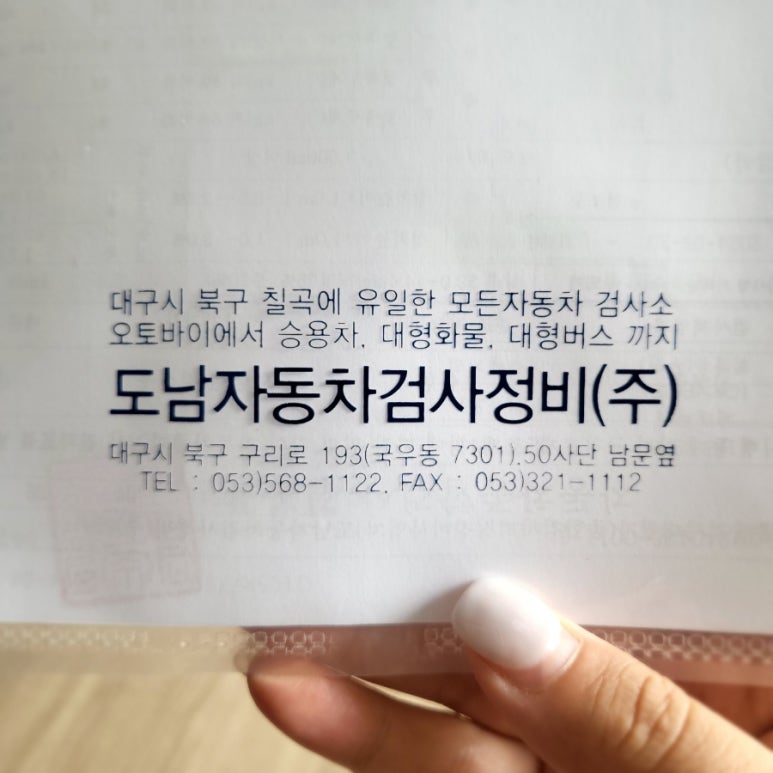 대구시 북구 칠곡에 유일한 모든자동차 검사소
오토바이에서 승용차, 대형화물, 대형버스 까지
도남자동차검사정비(주)
대구시 북구 구리로 193(국우동 7301).50사단 남문옆
TEL : 053)568-1122, FAX : 053)321-1112